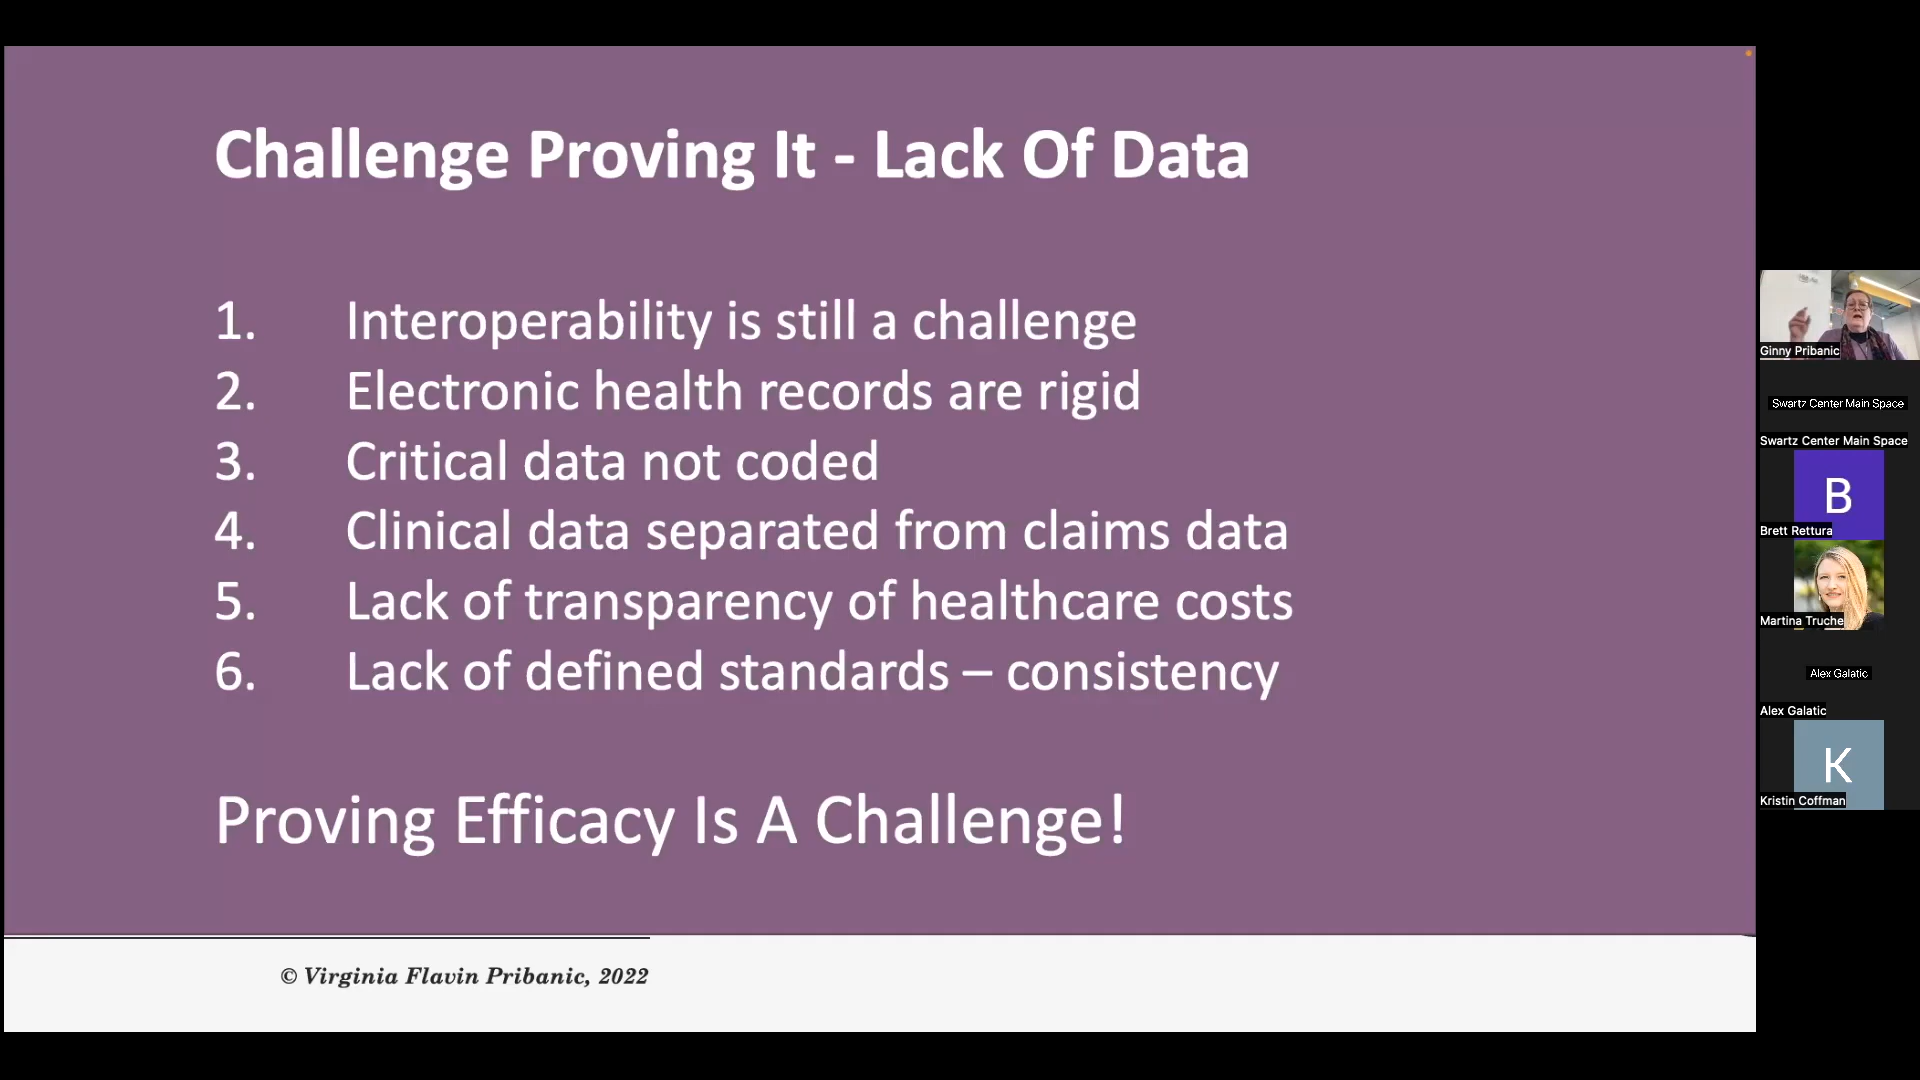 Challenge Proving It - Lack Of Data
1. Interoperability is still a challenge
2. Electronic health records are rigid
3. Critical data not coded
4. Clinical data separated from claims data
5. Lack of transparency of healthcare costs
6. Lack of defined standards – consistency
Proving Efficacy Is A Challenge!
© Virginia Flavin Pribanic, 2022
Ginny Pribanic
Swartz Center Main Space
Swartz Center Main Space
B
Brett Rettura
Martina Truche
Alex Galatic
Alex Galatic
K
Kristin Coffman